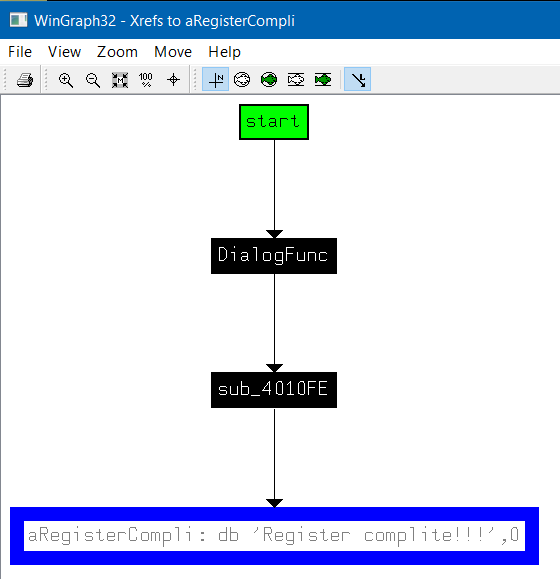 WinGraph32 - Xrefs to aRegisterCompli
File View Zoom Move Help
100 % N
start
DialogFunc
sub_4010FE
aRegisterCompli: db 'Register complite!!!',0